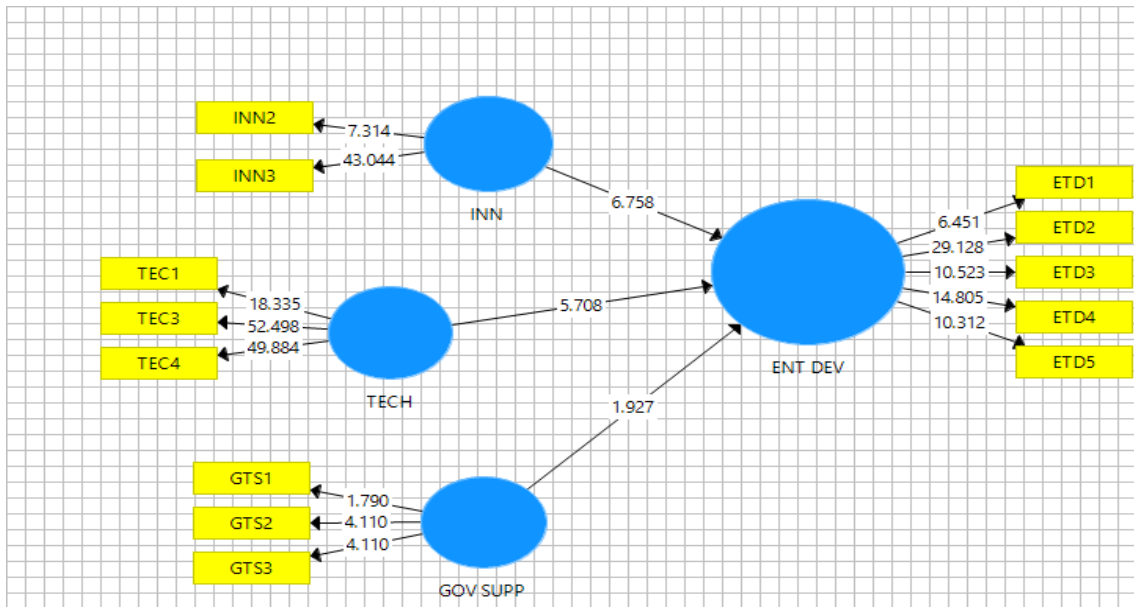 INN2
7.314
INN3
43.044
INN
6.758
TEC1
18.335
TEC3
52.498
TEC4
49.884
TECH
5.708
GTS1
1.790
GTS2
4.110
GTS3
4.110
GOV SUPP
1.927
ENT DEV
ETD1
6.451
ETD2
29.128
ETD3
10.523
ETD4
14.805
ETD5
10.312